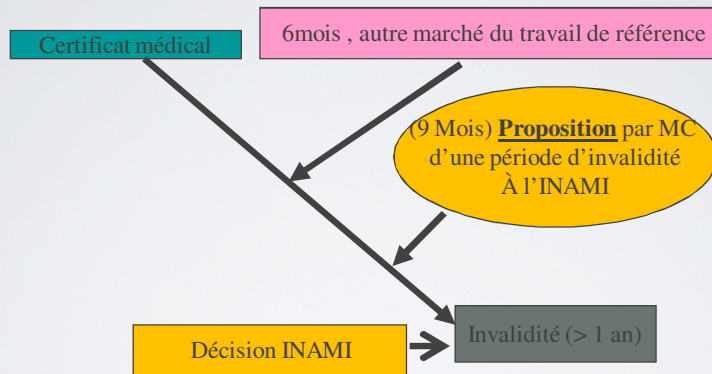 Certificat médical
6mois , autre marché du travail de référence
(9 Mois) Proposition par MC
d’une période d’invalidité
À l’INAMI
Invalidité (> 1 an)
Décision INAMI